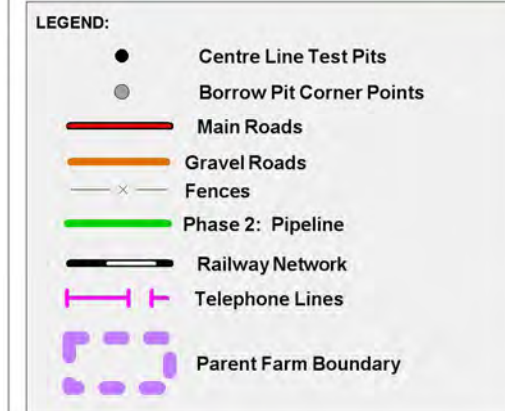 LEGEND:
Centre Line Test Pits
Borrow Pit Corner Points
Main Roads
Gravel Roads
Fences
Phase 2: Pipeline
Railway Network
Telephone Lines
Parent Farm Boundary